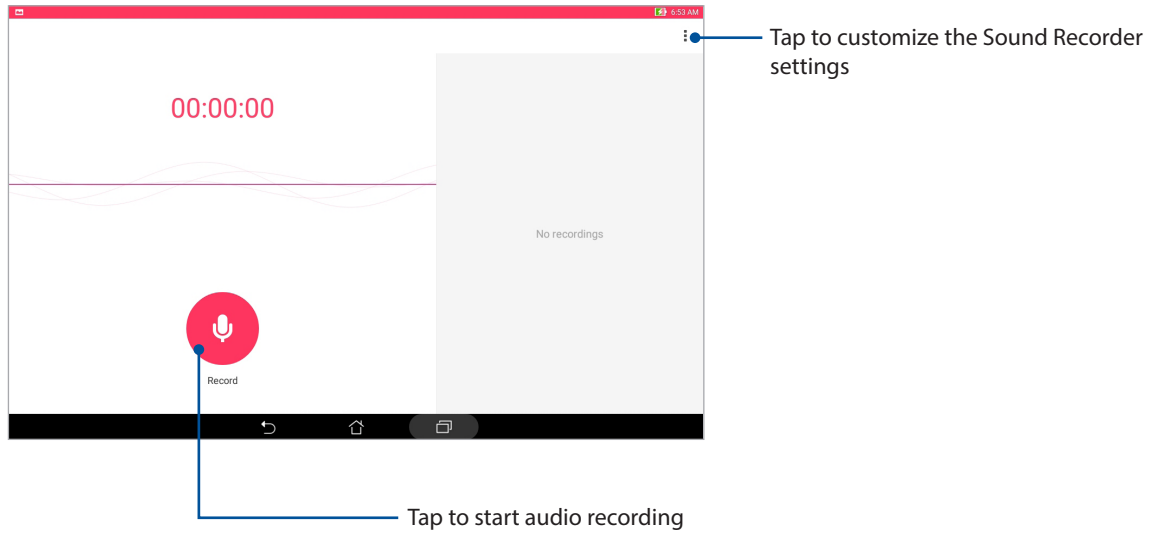 6:53 AM
Tap to customize the Sound Recorder
settings
00:00:00
No recordings
Record
Tap to start audio recording